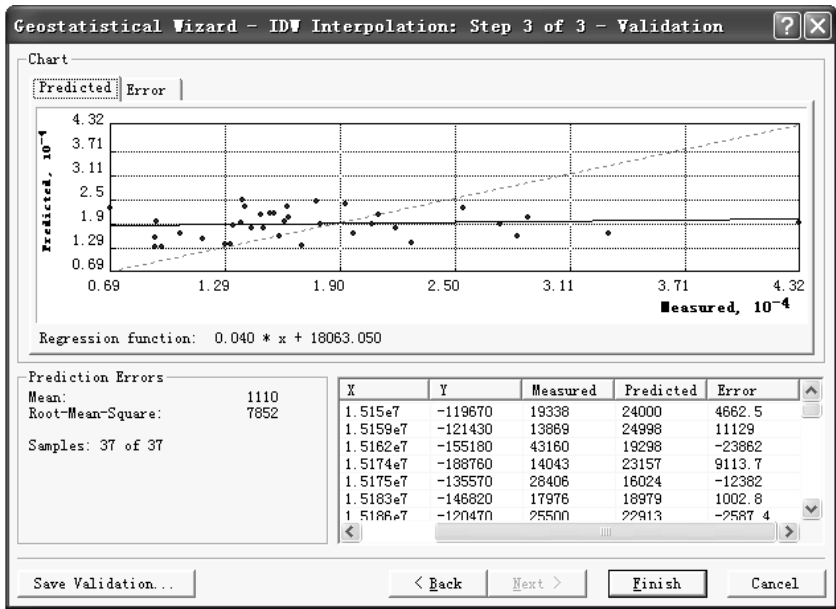 Geostatistical Wizard - IDW Interpolation: Step 3 of 3 - Validation
Chart
Predicted Error
Predicted, 10⁻⁴
4.32
3.71
3.11
2.5
1.9
1.29
0.69
0.69 1.29 1.90 2.50 3.11 3.71 4.32
Measured, 10⁻⁴
Regression function: 0.040 * x + 18063.050
Prediction Errors
Mean: 1110
Root-Mean-Square: 7852
Samples: 37 of 37
X Y Measured Predicted Error
1.515e7 -119670 19338 24000 4662.5
1.5159e7 -121430 13869 24998 11129
1.5162e7 -155180 43160 19298 -23862
1.5174e7 -188760 14043 23157 9113.7
1.5175e7 -135570 28406 16024 -12382
1.5183e7 -146820 17976 18979 1002.8
1.5186e7 -120470 25500 22913 -2587.4
Save Validation... < Back Next > Finish Cancel